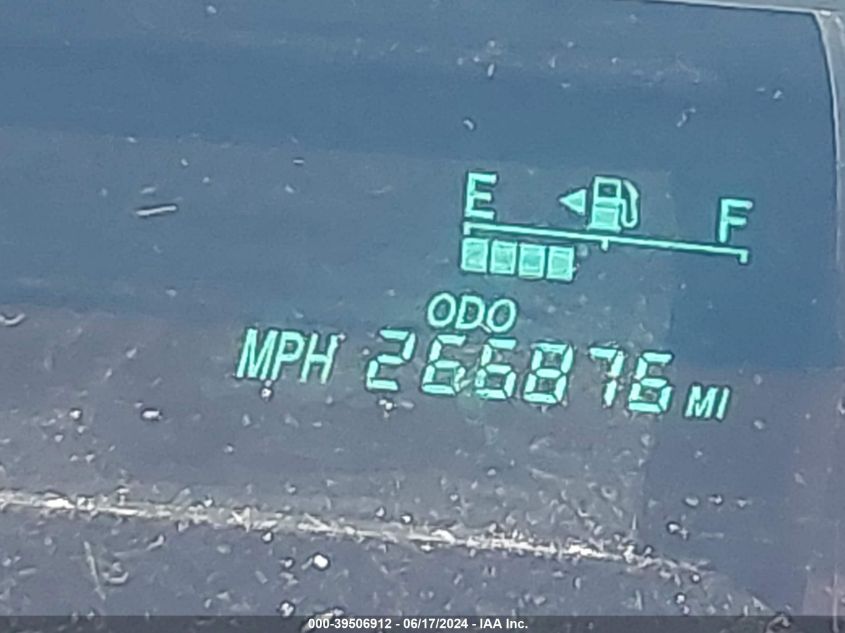 E F
ODO
MPH 266876 MI
000-39506912 - 06/17/2024 - IAA Inc.